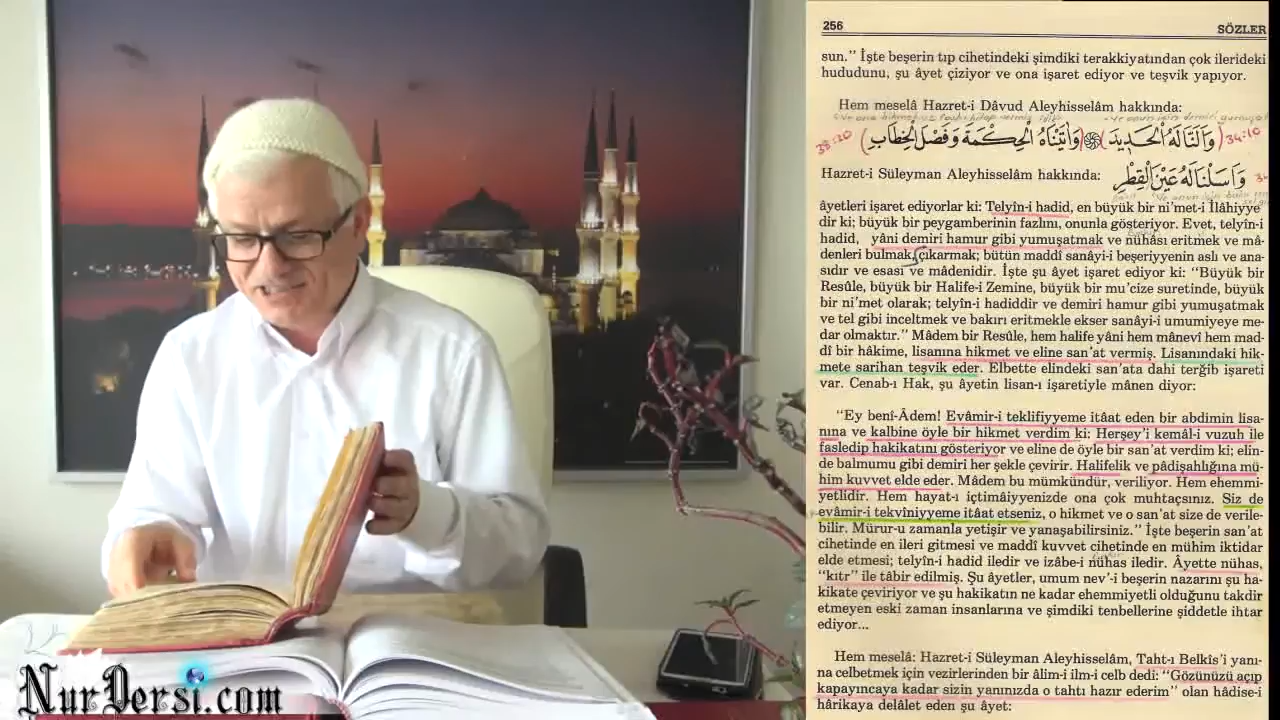 256
SÖZLER
sun." İşte beşerin tıp cihetindeki şimdiki terakkiyatından çok ilerideki
hududunu, şu âyet çiziyor ve ona işaret ediyor ve teşvik yapıyor.
Hem meselâ Hazret-i Dâvud Aleyhisselâm hakkında:
34:10 (وَاَلَنَّا لَهُ الْحَدِيدَ) ۞ (وَاٰتَيْنَاهُ الْحِكْمَةَ وَفَصْلَ الْخِطَابِ) 38:20
Hazret-i Süleyman Aleyhisselâm hakkında: وَاَسَلْنَا لَهُ عَيْنَ الْقِطْرِ
âyetleri işaret ediyorlar ki: Telyîn-i hadid, en büyük bir ni'met-i İlâhiyye
dir ki; büyük bir peygamberinin fazlını, onunla gösteriyor. Evet, telyîn-i
hadid, yâni demiri hamur gibi yumuşatmak ve nühâsı eritmek ve mâ-
denleri bulmak, çıkarmak; bütün maddî sanâyi-i beşeriyyenin aslı ve ana-
sıdır ve esası ve mâdenidir. İşte şu âyet işaret ediyor ki: "Büyük bir
Resûle, büyük bir Halife-i Zemine, büyük bir mu'cize suretinde, büyük
bir ni'met olarak; telyîn-i hadiddir ve demiri hamur gibi yumuşatmak
ve tel gibi inceltmek ve bakırı eritmekle ekser sanâyi-i umumiyeye me-
dar olmaktır." Mâdem bir Resûle, hem halife yâni hem mânevî hem mad-
dî bir hâkime, lisanına hikmet ve eline san'at vermiş. Lisanındaki hik-
mete sarihan teşvik eder. Elbette elindeki san'ata dahi terğib işareti
var. Cenab-ı Hak, şu âyetin lisan-ı işaretiyle mânen diyor:
"Ey benî-Âdem! Evâmir-i teklifiyyeme itâat eden bir abdimin lisa-
nına ve kalbine öyle bir hikmet verdim ki; Herşey'i kemâl-i vuzuh ile
fasledip hakikatını gösteriyor ve eline de öyle bir san'at verdim ki; elin-
de balmumu gibi demiri her şekle çevirir. Halifelik ve pâdişahlığına mü-
him kuvvet elde eder. Mâdem bu mümkündür, veriliyor. Hem ehemmi-
yetlidir. Hem hayat-ı içtimâiyyenizde ona çok muhtaçsınız. Siz de
evâmir-i tekvîniyyeme itâat etseniz, o hikmet ve o san'at size de verile-
bilir. Mürur-u zamanla yetişir ve yanaşabilirsiniz." İşte beşerin san'at
cihetinde en ileri gitmesi ve maddî kuvvet cihetinde en mühim iktidar
elde etmesi; telyîn-i hadid iledir ve izâbe-i nühas iledir. Âyette nühas,
"kıtr" ile tâbir edilmiş. Şu âyetler, umum nev'-i beşerin nazarını şu ha-
kikate çeviriyor ve şu hakikatın ne kadar ehemmiyetli olduğunu takdir
etmeyen eski zaman insanlarına ve şimdiki tenbellerine şiddetle ihtar
ediyor...
Hem meselâ: Hazret-i Süleyman Aleyhisselâm, Taht-ı Belkîs'i yanı-
na celbetmek için vezirlerinden bir âlim-i ilm-i celb dedi: "Gözünüzü açıp
kapayıncaya kadar sizin yanınızda o tahtı hazır ederim" olan hâdise-i
hârikaya delâlet eden şu âyet:
NurDersi.com